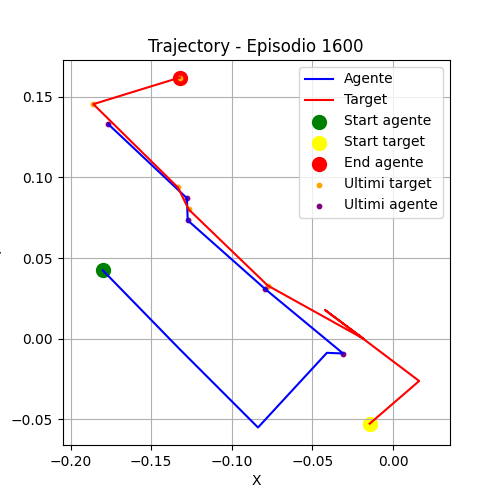 Trajectory - Episodio 1600
Agente
Target
Start agente
Start target
End agente
Ultimi target
Ultimi agente
0.15
0.10
0.05
0.00
−0.05
−0.20
−0.15
−0.10
−0.05
0.00
X